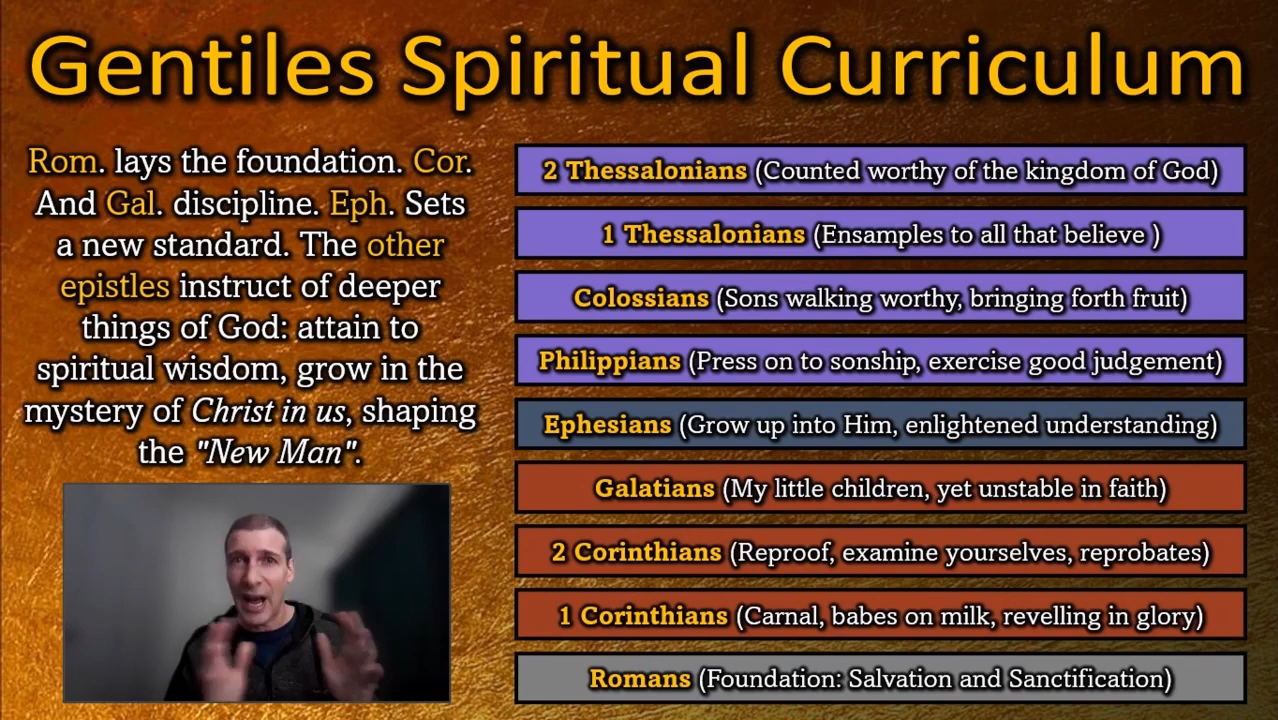 Gentiles Spiritual Curriculum
Rom. lays the foundation. Cor.
And Gal. discipline. Eph. Sets
a new standard. The other
epistles instruct of deeper
things of God: attain to
spiritual wisdom, grow in the
mystery of Christ in us, shaping
the "New Man".
2 Thessalonians (Counted worthy of the kingdom of God)
1 Thessalonians (Ensamples to all that believe )
Colossians (Sons walking worthy, bringing forth fruit)
Philippians (Press on to sonship, exercise good judgement)
Ephesians (Grow up into Him, enlightened understanding)
Galatians (My little children, yet unstable in faith)
2 Corinthians (Reproof, examine yourselves, reprobates)
1 Corinthians (Carnal, babes on milk, revelling in glory)
Romans (Foundation: Salvation and Sanctification)